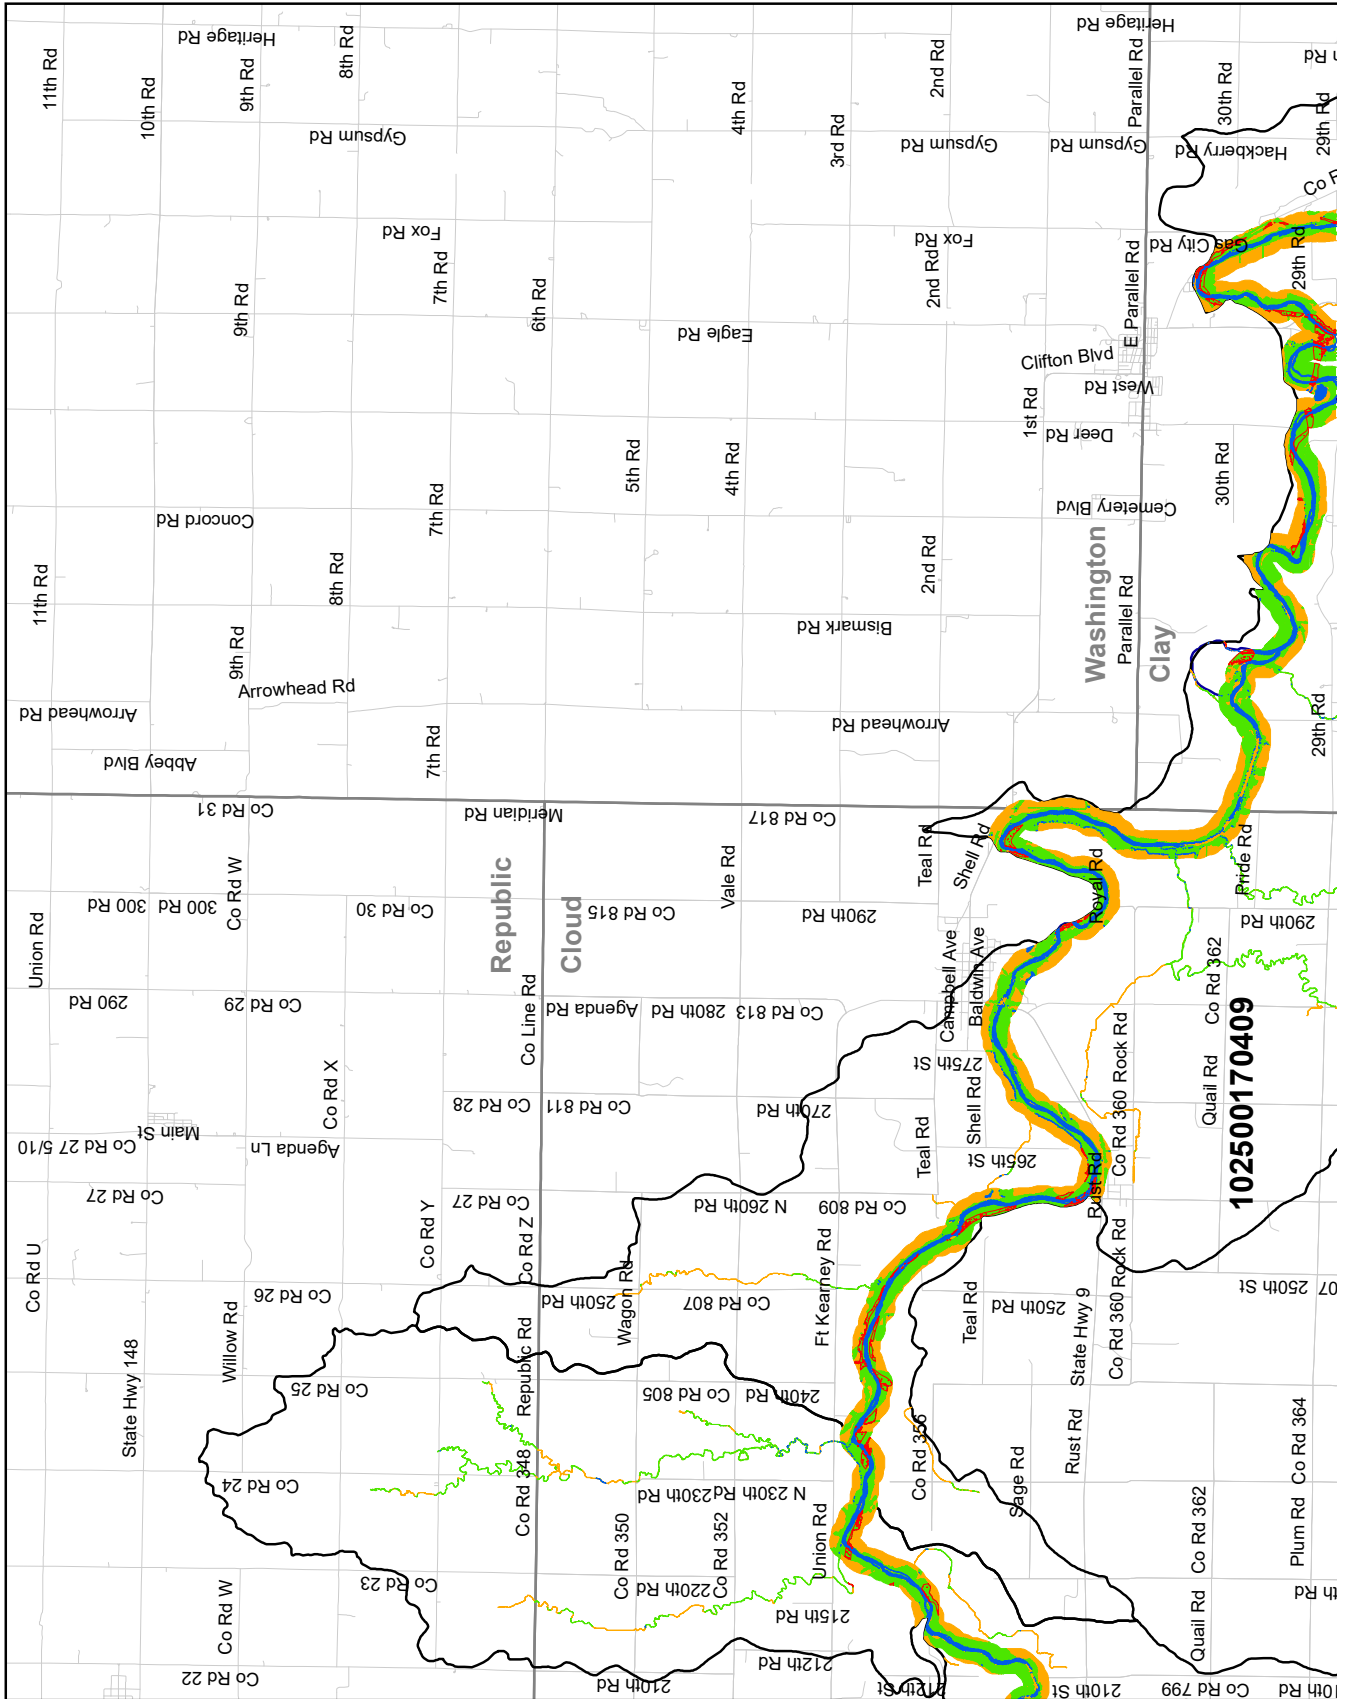 Heritage Rd
Heritage Rd
8th Rd
11th Rd
9th Rd
10th Rd
2nd Rd
Parallel Rd
30th Rd
4th Rd
3rd Rd
29th Rd
Gypsum Rd
Gypsum Rd
Gypsum Rd
Hackberry Rd
Fox Rd
Fox Rd
Gas City Rd
7th Rd
2nd Rd
29th Rd
9th Rd
6th Rd
E Parallel Rd
Eagle Rd
Clifton Blvd
West Rd
1st Rd
Deer Rd
5th Rd
4th Rd
30th Rd
7th Rd
Concord Rd
Cemetery Blvd
11th Rd
8th Rd
2nd Rd
Washington
Parallel Rd
Clay
9th Rd
Bismark Rd
Arrowhead Rd
Arrowhead Rd
Arrowhead Rd
7th Rd
29th Rd
Abbey Blvd
Co Rd 31
Meridian Rd
Co Rd 817
Teal Rd
Shell Rd
Pride Rd
Royal Rd
Vale Rd
Co Rd W
Republic
Cloud
300 Rd
300 Rd
Co Rd 30
Co Rd 815
290th Rd
290th Rd
Union Rd
290 Rd
Co Rd 29
Co Line Rd
Agenda Rd
280th Rd
Co Rd 813
Campbell Ave
Baldwin Ave
Co Rd 362
275th St
Co Rd X
Co Rd 28
Co Rd 811
270th Rd
Shell Rd
Co Rd 360 Rock Rd
Quail Rd
102500170409
Main St
Co Rd 27 5/10
Agenda Ln
Teal Rd
265th St
Rust Rd
Co Rd 27
Co Rd 27
N 260th Rd
Co Rd 809
Co Rd Y
Co Rd Z
Co Rd U
Co Rd 26
250th Rd
Wagon Rd
Co Rd 807
Ft Kearney Rd
Teal Rd
250th Rd
State Hwy 9
Co Rd 360 Rock Rd
250th St
07
Willow Rd
State Hwy 148
Co Rd 25
Republic Rd
Co Rd 805
240th Rd
Co Rd 356
Rust Rd
Co Rd 364
Co Rd 24
Co Rd 348
230th Rd
N 230th Rd
Sage Rd
Co Rd 350
Co Rd 352
Union Rd
Co Rd 362
Plum Rd
Co Rd 23
220th Rd
215th Rd
Co Rd W
Quail Rd
Co Rd 22
210th Rd
212th Rd
212th St
210th St
Co Rd 799